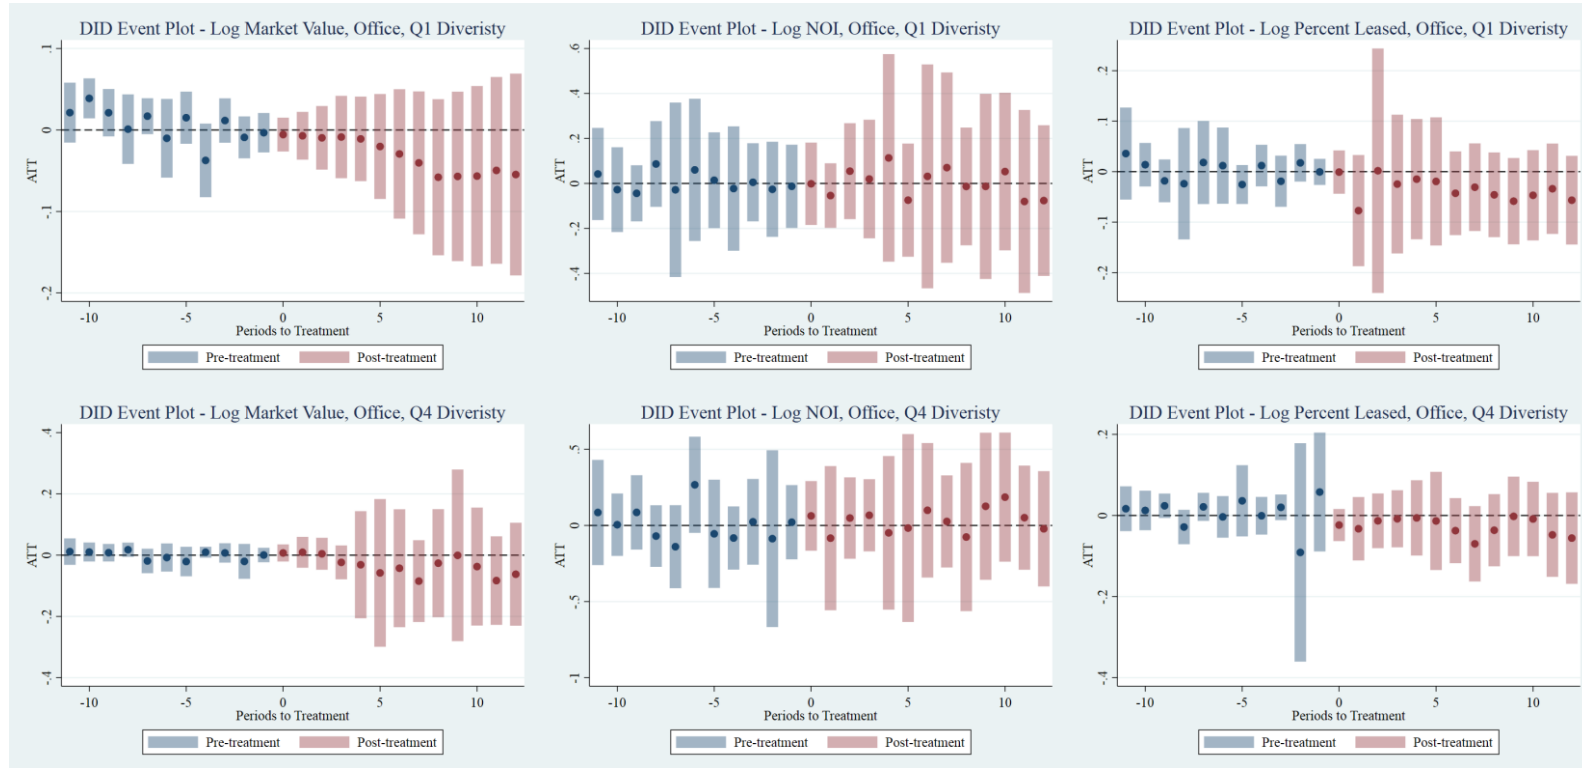 DID Event Plot - Log Market Value, Office, Q1 Diveristy
.1
0
-.1
-.2
ATT
-10
-5
0
5
10
Periods to Treatment
Pre-treatment
Post-treatment
DID Event Plot - Log NOI, Office, Q1 Diveristy
.6
.4
.2
0
-.2
-.4
ATT
-10
-5
0
5
10
Periods to Treatment
Pre-treatment
Post-treatment
DID Event Plot - Log Percent Leased, Office, Q1 Diveristy
.2
.1
0
-.1
-.2
ATT
-10
-5
0
5
10
Periods to Treatment
Pre-treatment
Post-treatment
DID Event Plot - Log Market Value, Office, Q4 Diveristy
.4
.2
0
-.2
-.4
ATT
-10
-5
0
5
10
Periods to Treatment
Pre-treatment
Post-treatment
DID Event Plot - Log NOI, Office, Q4 Diveristy
.5
0
-.5
-1
ATT
-10
-5
0
5
10
Periods to Treatment
Pre-treatment
Post-treatment
DID Event Plot - Log Percent Leased, Office, Q4 Diveristy
.2
0
-.2
-.4
ATT
-10
-5
0
5
10
Periods to Treatment
Pre-treatment
Post-treatment